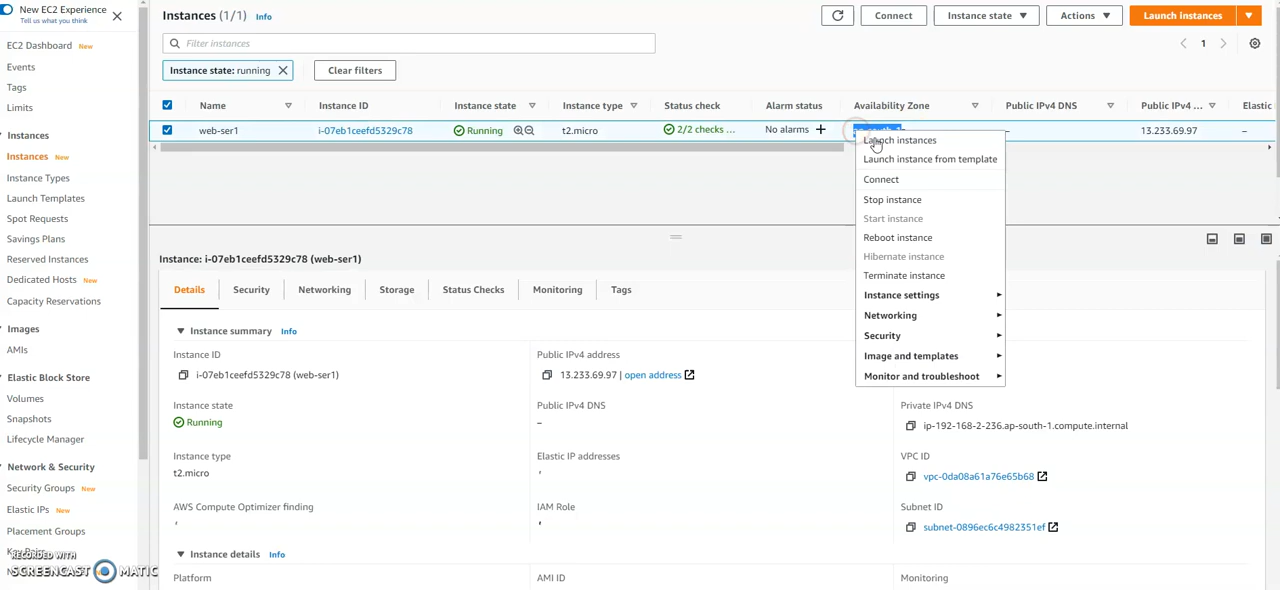 New EC2 Experience
Tell us what you think
EC2 Dashboard New
Events
Tags
Limits
Instances
Instances New
Instance Types
Launch Templates
Spot Requests
Savings Plans
Reserved Instances
Dedicated Hosts New
Capacity Reservations
Images
AMIs
Elastic Block Store
Volumes
Snapshots
Lifecycle Manager
Network & Security
Security Groups New
Elastic IPs New
Placement Groups
RECORDED WITH
SCREENCAST MATIC
Instances (1/1) Info
Connect
Instance state
Actions
Launch instances
Filter instances
1
Instance state: running
Clear filters
Name Instance ID Instance state Instance type Status check Alarm status Availability Zone Public IPv4 DNS Public IPv4 ... Elastic
web-ser1 i-07eb1ceefd5329c78 Running t2.micro 2/2 checks ... No alarms + – 13.233.69.97 –
Launch instances
Launch instance from template
Connect
Stop instance
Start instance
Reboot instance
Hibernate instance
Terminate instance
Instance settings
Networking
Security
Image and templates
Monitor and troubleshoot
Instance: i-07eb1ceefd5329c78 (web-ser1)
Details Security Networking Storage Status Checks Monitoring Tags
Instance summary Info
Instance ID
i-07eb1ceefd5329c78 (web-ser1)
Public IPv4 address
13.233.69.97 | open address
Instance state
Running
Public IPv4 DNS
–
Private IPv4 DNS
ip-192-168-2-236.ap-south-1.compute.internal
Instance type
t2.micro
Elastic IP addresses
VPC ID
vpc-0da08a61a76e65b68
AWS Compute Optimizer finding
IAM Role
Subnet ID
subnet-0896ec6c4982351ef
Instance details Info
Platform
AMI ID
Monitoring